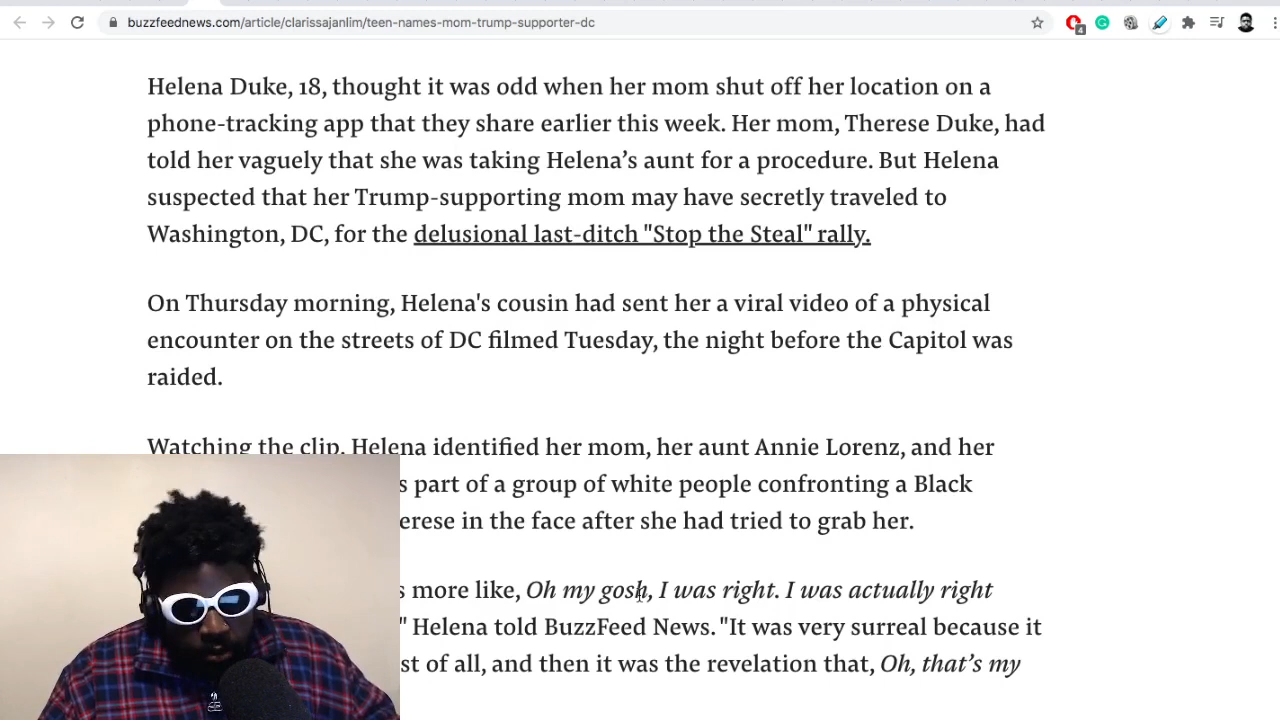 buzzfeednews.com/article/clarissajanlim/teen-names-mom-trump-supporter-dc
4
Helena Duke, 18, thought it was odd when her mom shut off her location on a
phone-tracking app that they share earlier this week. Her mom, Therese Duke, had
told her vaguely that she was taking Helena’s aunt for a procedure. But Helena
suspected that her Trump-supporting mom may have secretly traveled to
Washington, DC, for the delusional last-ditch "Stop the Steal" rally.
On Thursday morning, Helena's cousin had sent her a viral video of a physical
encounter on the streets of DC filmed Tuesday, the night before the Capitol was
raided.
Watching the clip, Helena identified her mom, her aunt Annie Lorenz, and her
s part of a group of white people confronting a Black
erese in the face after she had tried to grab her.
s more like, Oh my gosh, I was right. I was actually right
" Helena told BuzzFeed News. "It was very surreal because it
st of all, and then it was the revelation that, Oh, that’s my